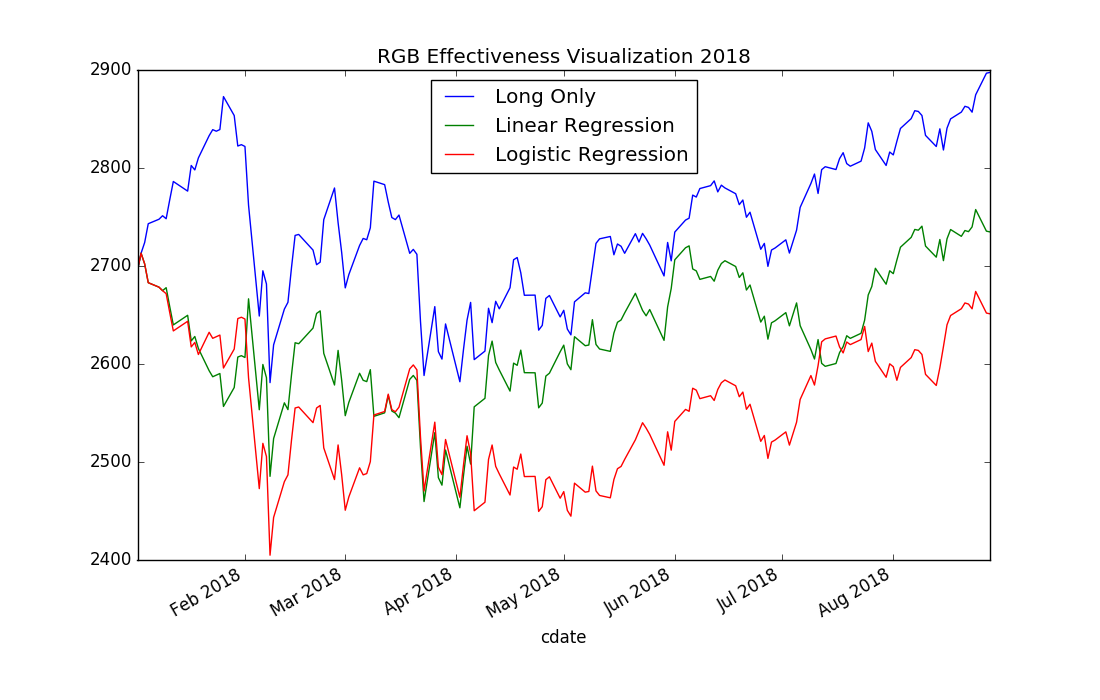 RGB Effectiveness Visualization 2018
Long Only
Linear Regression
Logistic Regression
2900
2800
2700
2600
2500
2400
Feb 2018
Mar 2018
Apr 2018
May 2018
Jun 2018
Jul 2018
Aug 2018
cdate